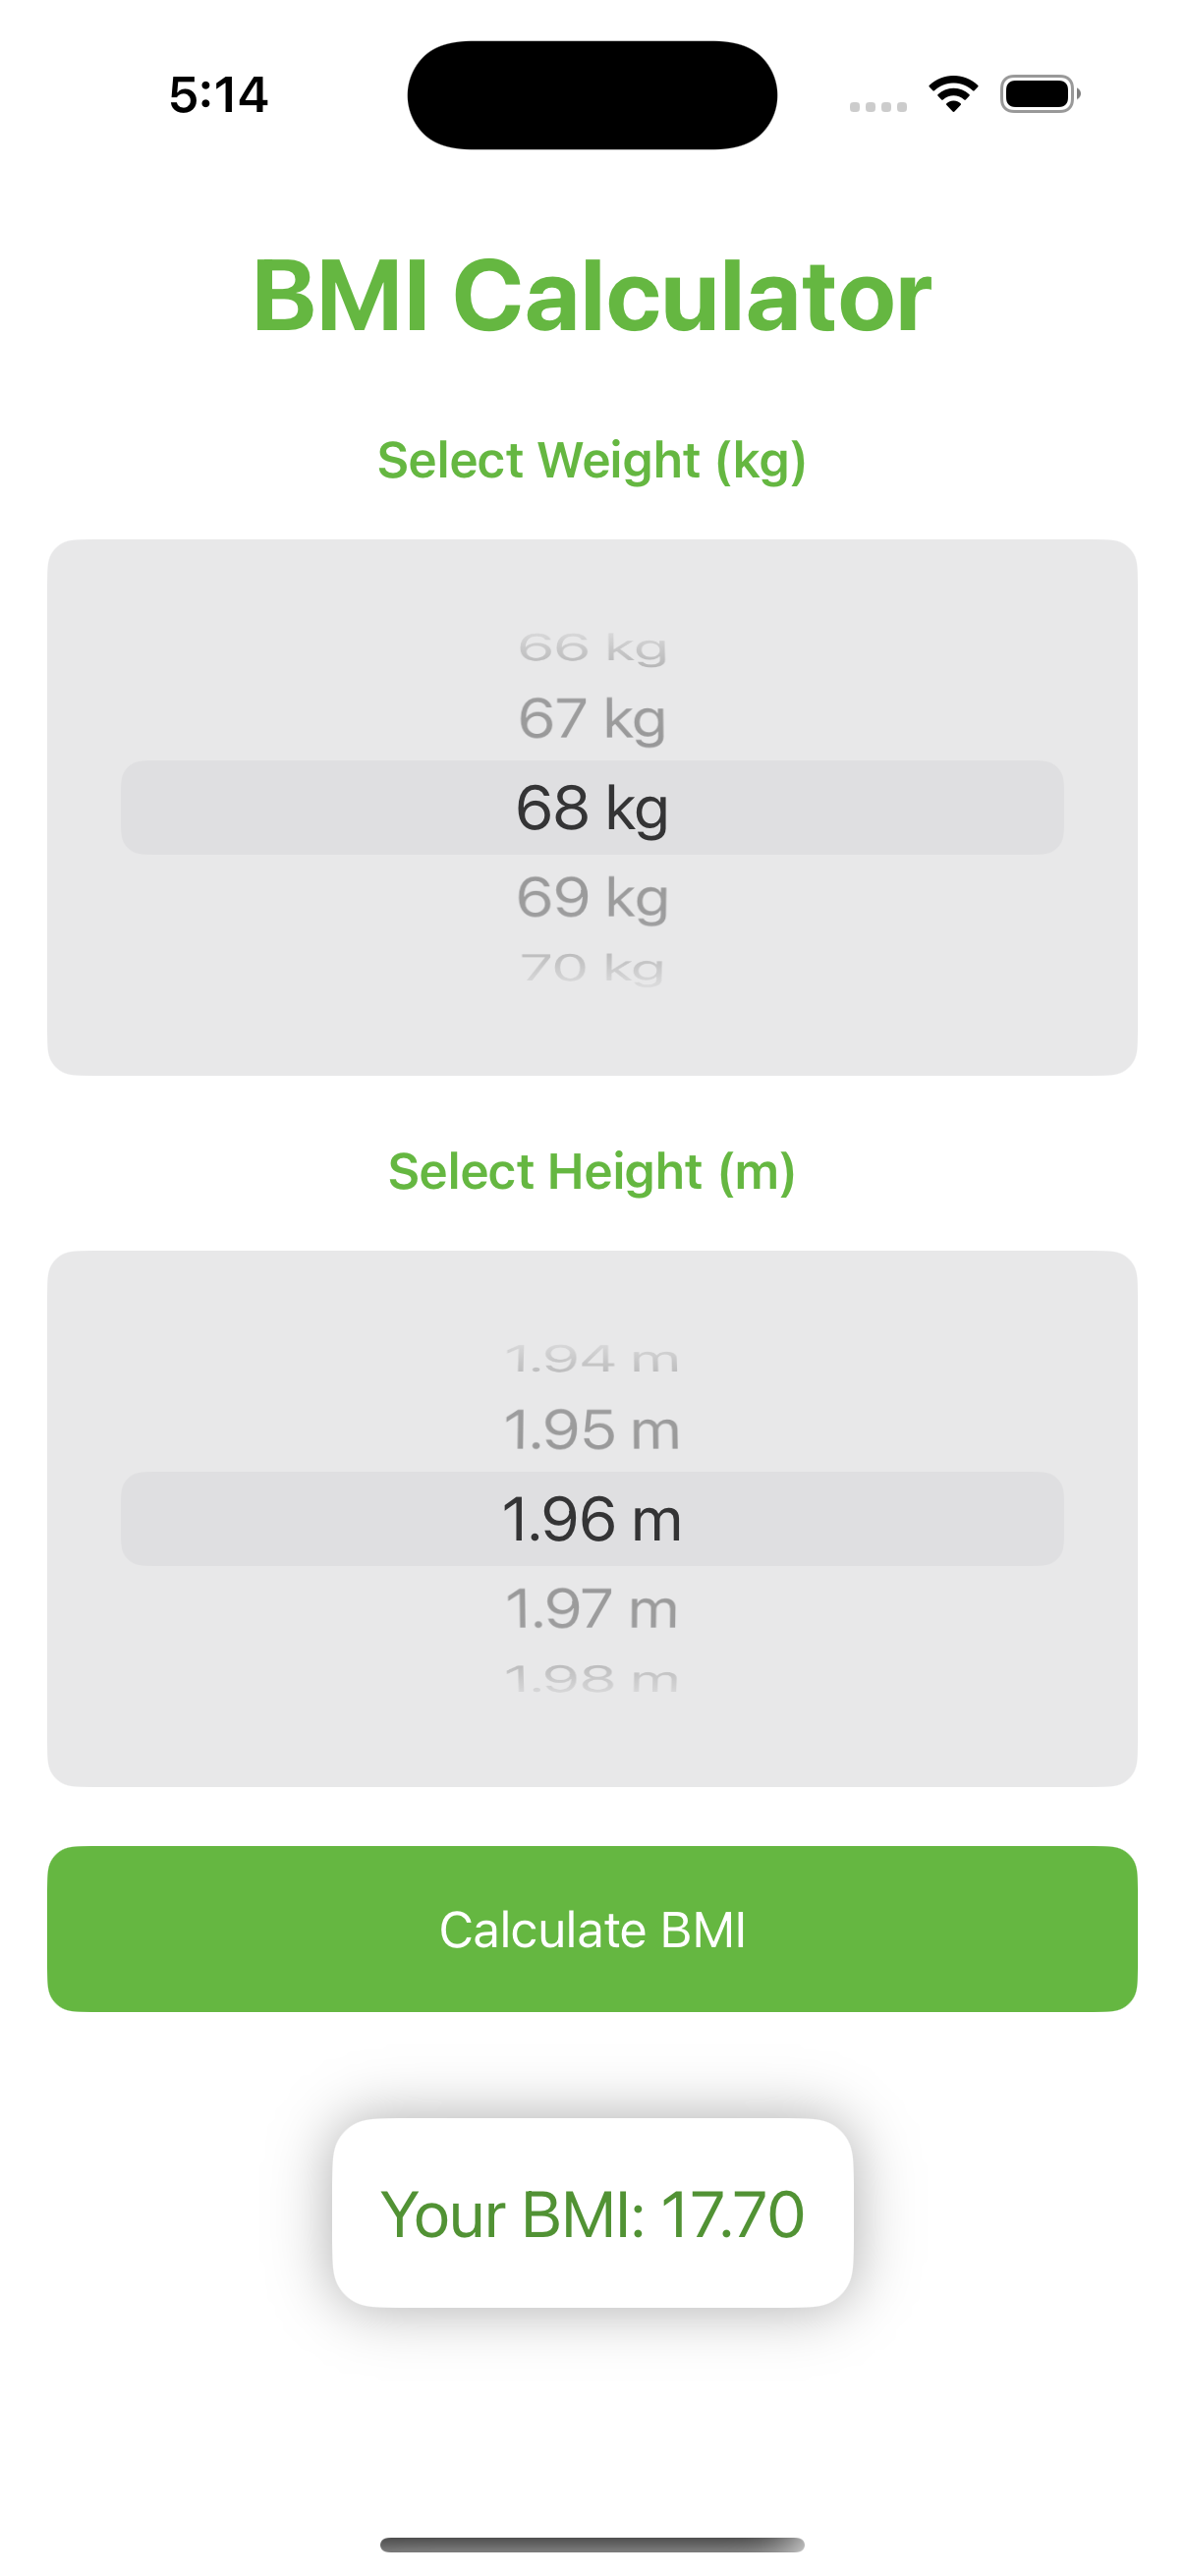 5:14
BMI Calculator
Select Weight (kg)
66 kg
67 kg
68 kg
69 kg
70 kg
Select Height (m)
1.94 m
1.95 m
1.96 m
1.97 m
1.98 m
Calculate BMI
Your BMI: 17.70